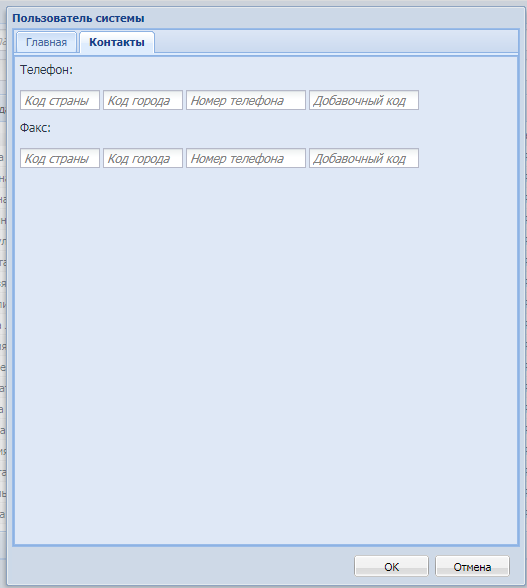 Пользователь системы
Главная Контакты
Телефон:
Код страны Код города Номер телефона Добавочный код
Факс:
Код страны Код города Номер телефона Добавочный код
OK Отмена